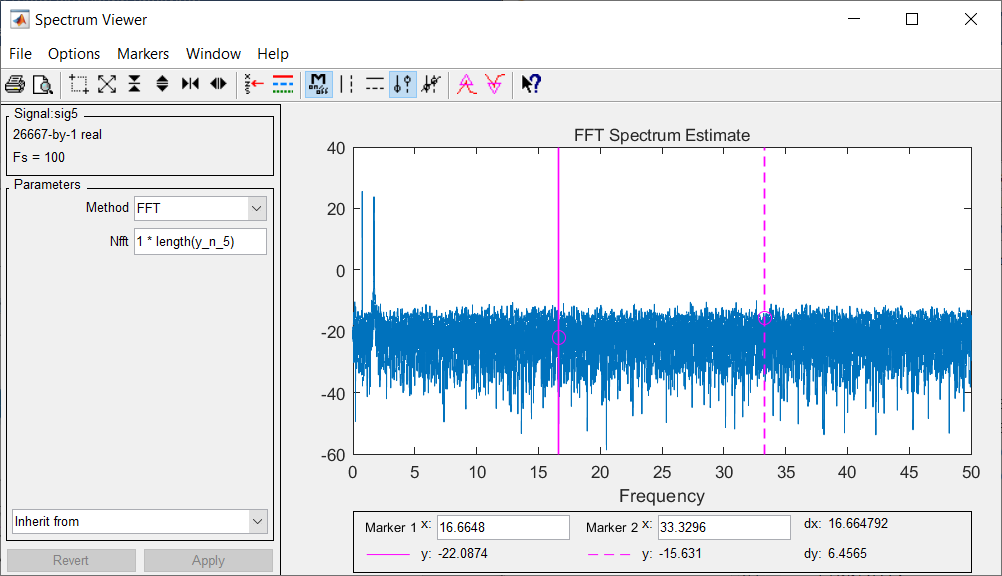 Spectrum Viewer
File Options Markers Window Help
M
on/off
Signal:sig5
26667-by-1 real
Fs = 100
Parameters
Method FFT
Nfft 1 * length(y_n_5)
Inherit from
Revert Apply
FFT Spectrum Estimate
40
20
0
-20
-40
-60
0 5 10 15 20 25 30 35 40 45 50
Frequency
Marker 1 x: 16.6648 Marker 2 x: 33.3296 dx: 16.664792
y: -22.0874 y: -15.631 dy: 6.4565